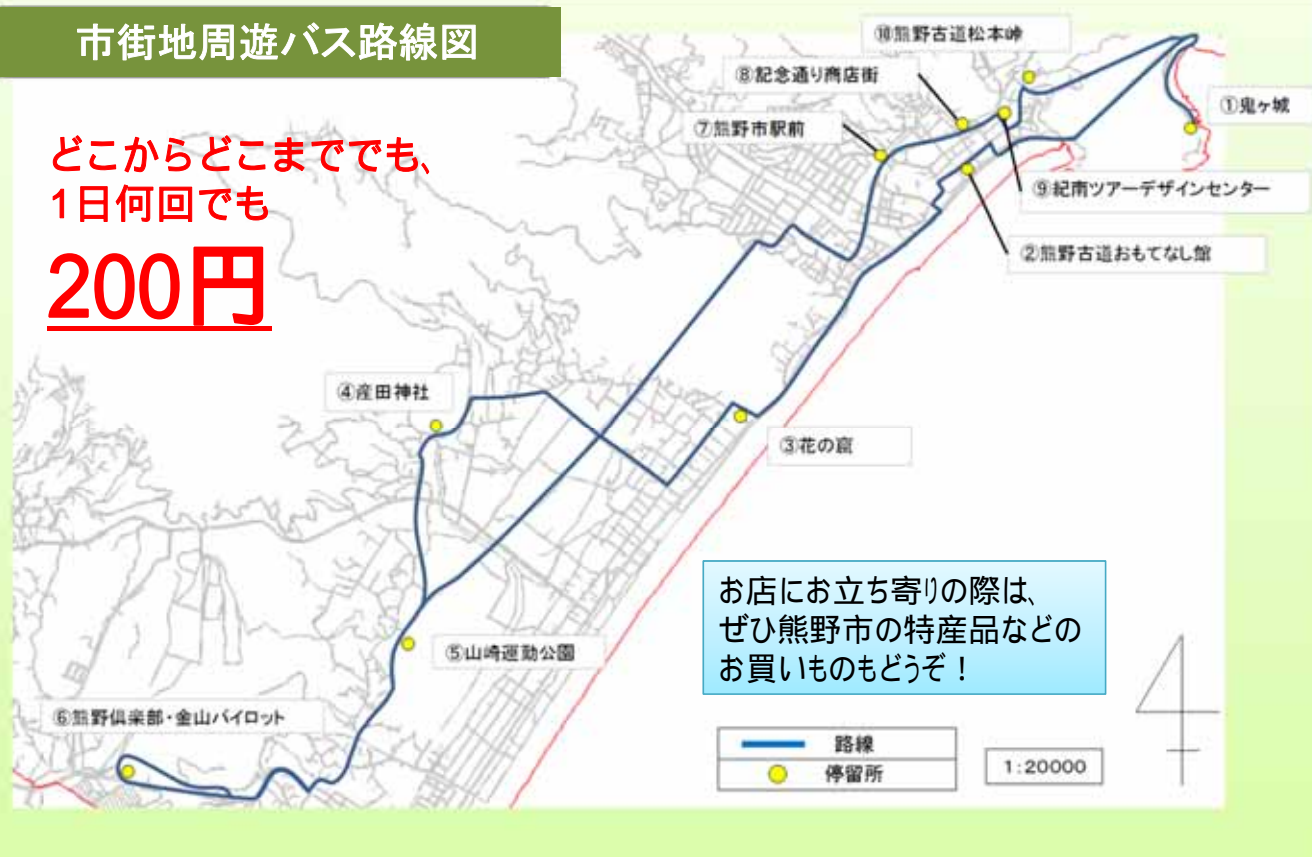 市街地周遊バス路線図
どこからどこまででも、
1日何回でも
200円
⑩熊野古道松本峠
⑧記念通り商店街
①鬼ヶ城
⑦熊野市駅前
⑨紀南ツアーデザインセンター
②熊野古道おもてなし館
④産田神社
③花の窟
⑤山崎運動公園
⑥熊野倶楽部・金山パイロット
お店にお立ち寄りの際は、
ぜひ熊野市の特産品などの
お買いものもどうぞ！
路線
停留所
1:20000